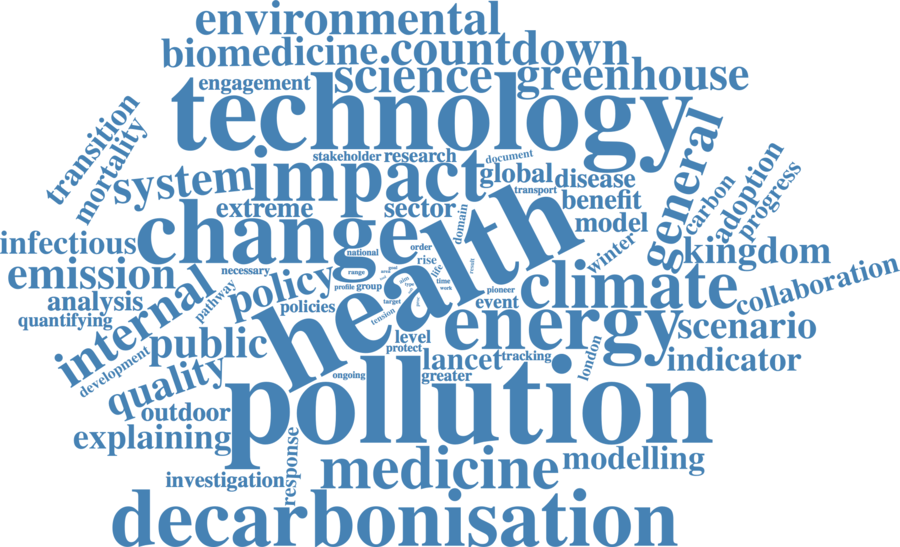 environmental
biomedicine countdown
engagement science greenhouse
technology
transition
mortality
stakeholder research document
system impact global disease
transport
general
carbon
adoption
progress
extreme sector benefit
domain
model
infectious change
national order
winter
kingdom
emission
necessary
range
rise
life
result
health
climate
collaboration
analysis
pathway
policy
profile group
type
time
work
pioneer
quantifying
internal
policies
target
event
energy
scenario
tension
public
level
protect
lancet tracking
london
indicator
development
quality
ongoing greater
pollution
outdoor
explaining
response
medicine modelling
investigation
decarbonisation